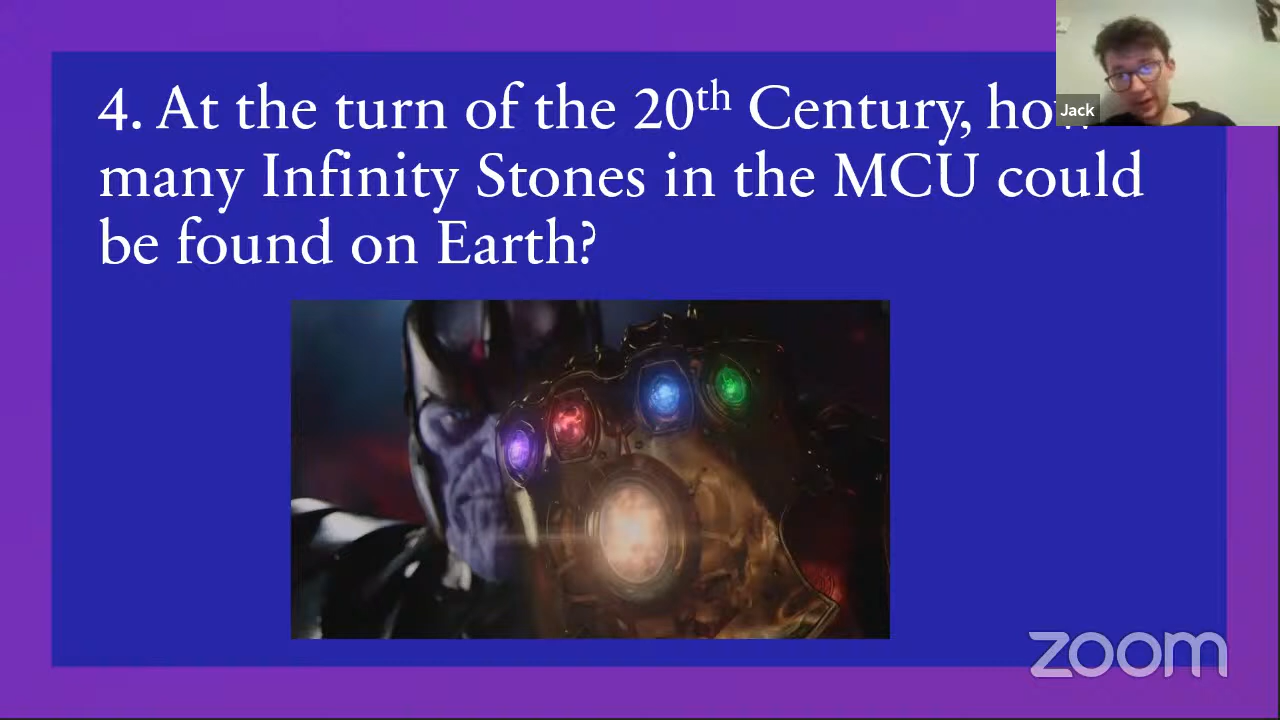 4. At the turn of the 20th Century, how
many Infinity Stones in the MCU could
be found on Earth?
Jack
zoom